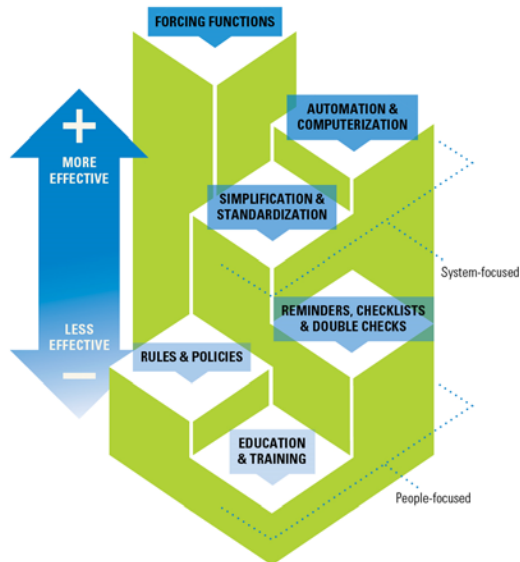 FORCING FUNCTIONS
AUTOMATION &
COMPUTERIZATION
+
MORE
EFFECTIVE
SIMPLIFICATION &
STANDARDIZATION
System-focused
REMINDERS, CHECKLISTS
& DOUBLE CHECKS
LESS
EFFECTIVE
–
RULES & POLICIES
EDUCATION
& TRAINING
People-focused